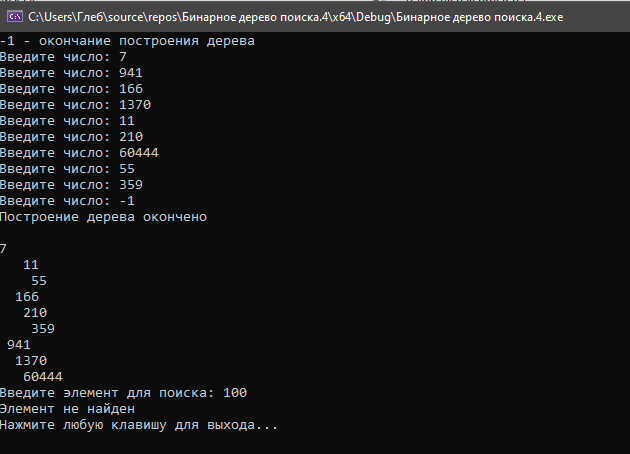 C:\Users\Глеб\source\repos\Бинарное дерево поиска.4\x64\Debug\Бинарное дерево поиска.4.exe
-1 - окончание построения дерева
Введите число: 7
Введите число: 941
Введите число: 166
Введите число: 1370
Введите число: 11
Введите число: 210
Введите число: 60444
Введите число: 55
Введите число: 359
Введите число: -1
Построение дерева окончено
7
11
55
166
210
359
941
1370
60444
Введите элемент для поиска: 100
Элемент не найден
Нажмите любую клавишу для выхода...